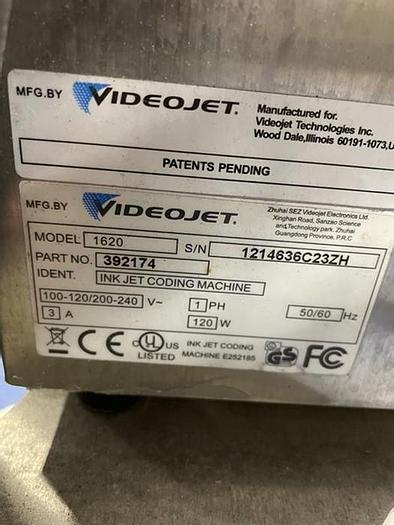 MFG.BY VIDEOJET.
Manufactured for:
Videojet Technologies Inc.
Wood Dale,Illinois 60191-1073,U
PATENTS PENDING
MFG.BY VIDEOJET.
Zhuhai SEZ Videojet Electronics Ltd.
Xinghan Road, Sanzao Science
and Technology park. Zhuhai
Guangdong Province, P.R.C
MODEL 1620 S/N 1214636C23ZH
PART NO. 392174
IDENT. INK JET CODING MACHINE
100-120/200-240 V~ 1 PH 50/60 Hz
3 A 120 W
CE C UL US LISTED INK JET CODING MACHINE E252185 GS FC